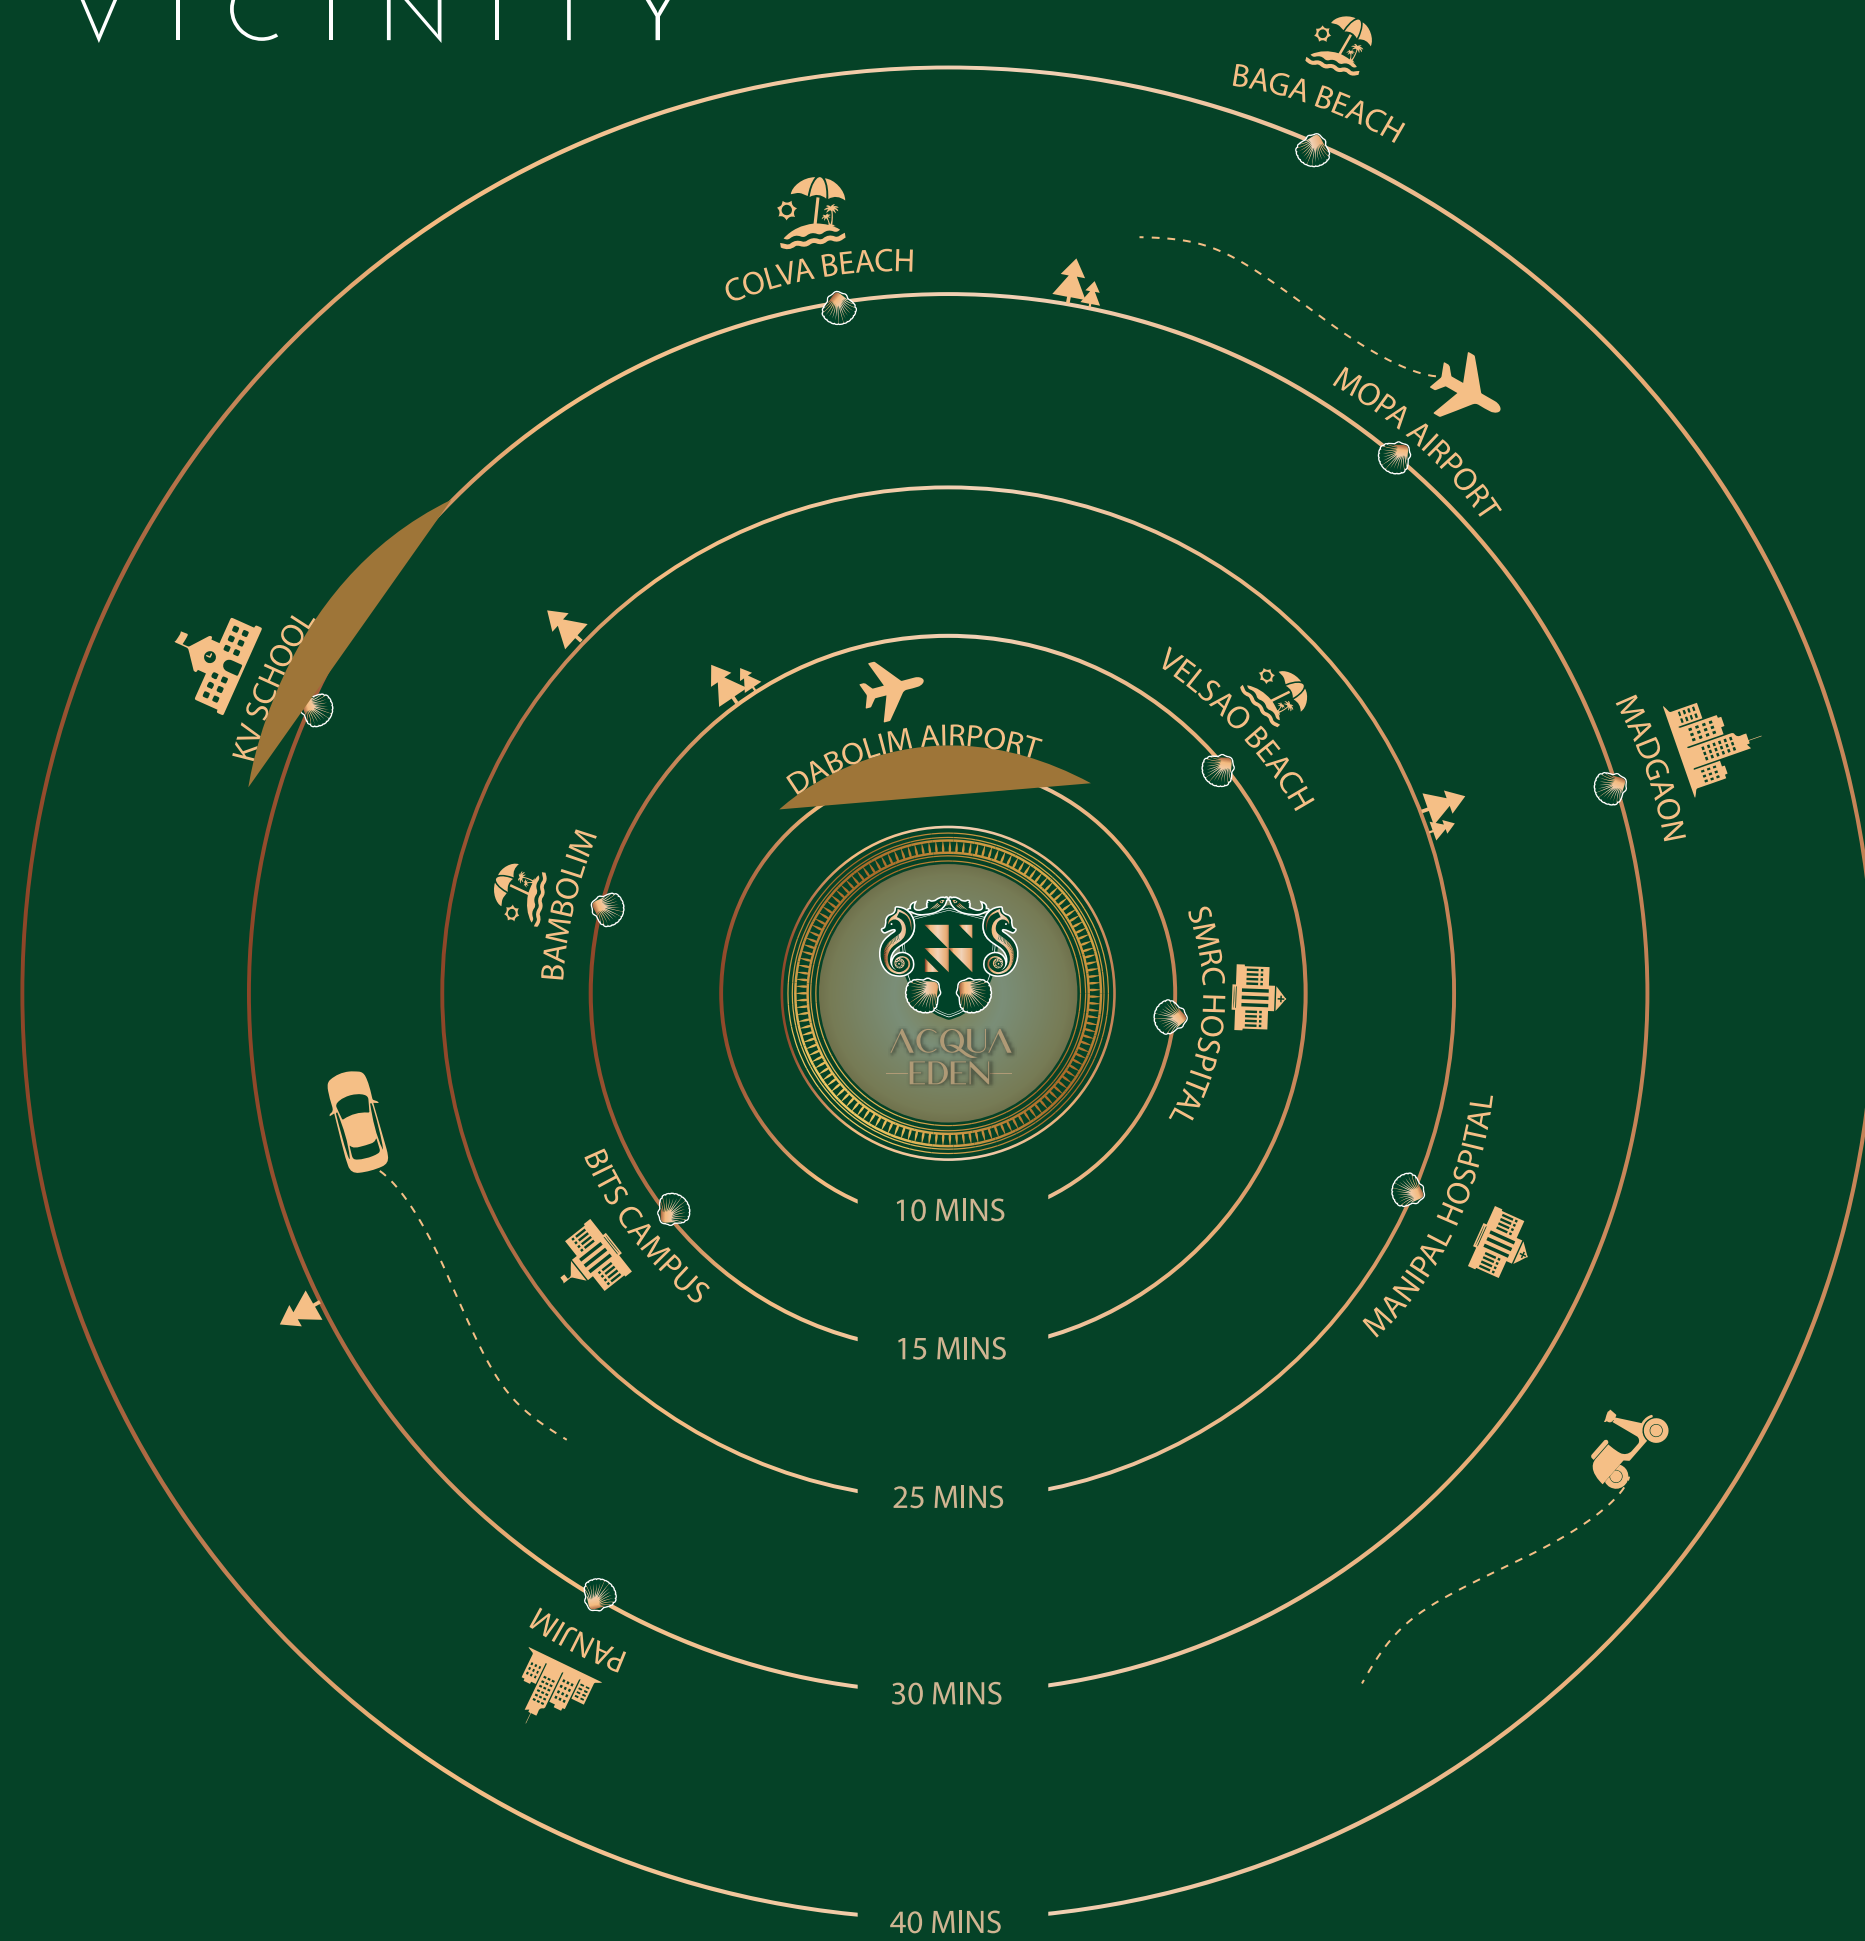 VICINITY
BAGA BEACH
COLVA BEACH
MOPA AIRPORT
KV SCHOOL
VELSAO BEACH
MADGAON
DABOLIM AIRPORT
BAMBOLIM
SMRC HOSPITAL
ACQUA
EDEN
MANIPAL HOSPITAL
BITS CAMPUS
10 MINS
15 MINS
25 MINS
PANJIM
30 MINS
40 MINS